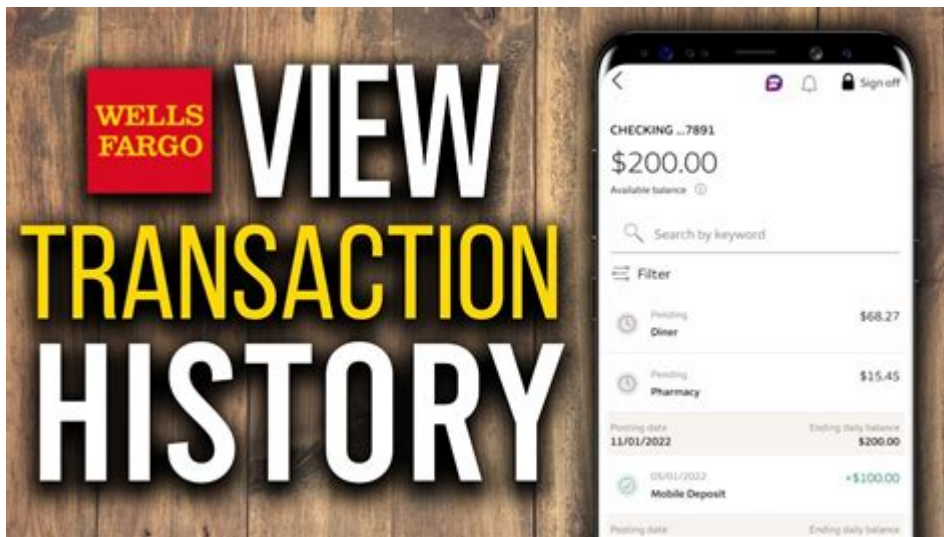 WELLS
FARGO
VIEW
TRANSACTION
HISTORY
Sign off
CHECKING ...7891
$200.00
Available balance
Search by keyword
Filter
Pending
$68.27
Diner
Pending
$15.45
Pharmacy
Posting date
Ending daily balance
11/01/2022
$200.00
05/01/2022
+$100.00
Mobile Deposit
Posting date
Ending daily balance